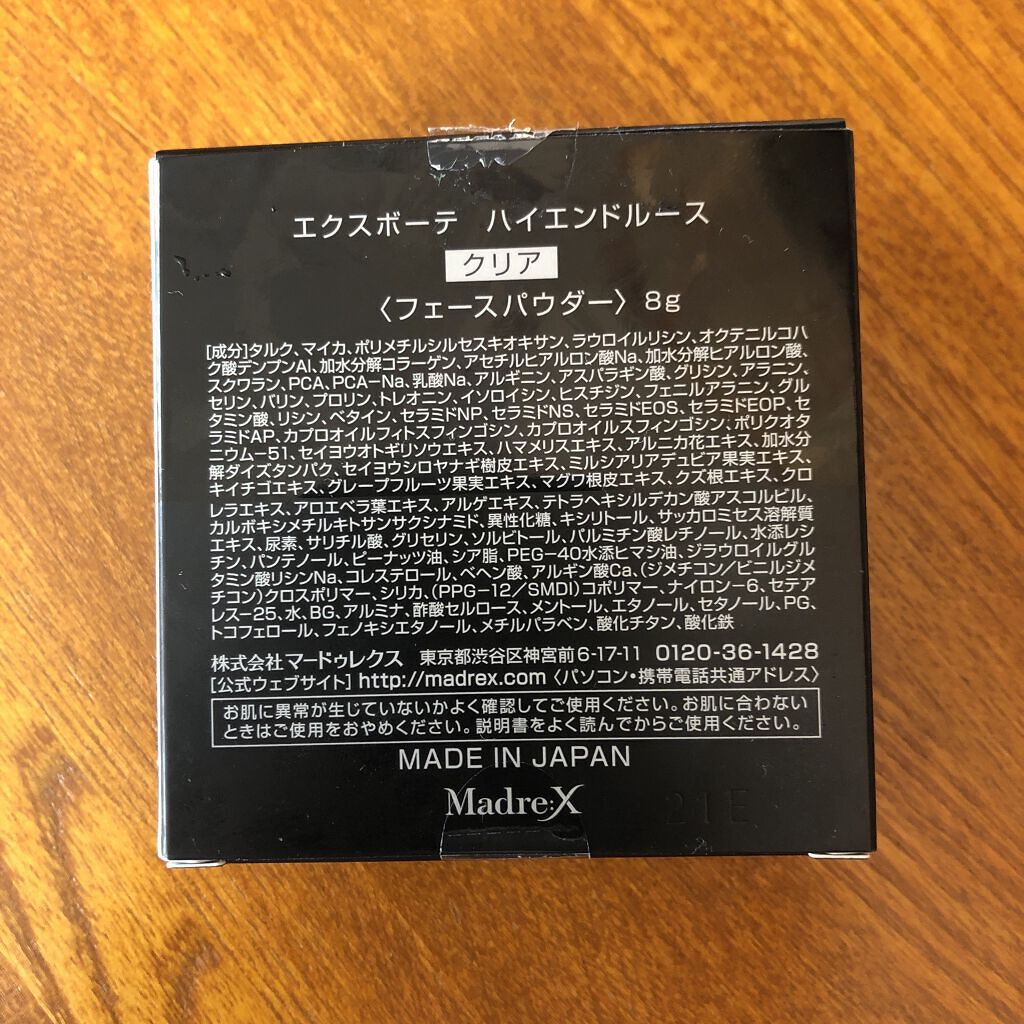 エクスボーテ ハイエンドルース
クリア
〈フェースパウダー〉8g
[成分]タルク、マイカ、ポリメチルシルセスキオキサン、ラウロイルリシン、オクテニルコハ
ク酸デンプンAl、加水分解コラーゲン、アセチルヒアルロン酸Na、加水分解ヒアルロン酸、
スクワラン、PCA、PCA-Na、乳酸Na、アルギニン、アスパラギン酸、グリシン、アラニン、
セリン、バリン、プロリン、トレオニン、イソロイシン、ヒスチジン、フェニルアラニン、グル
タミン酸、リシン、ベタイン、セラミドNP、セラミドNS、セラミドEOS、セラミドEOP、セ
ラミドAP、カプロオイルフィトスフィンゴシン、カプロオイルスフィンゴシン、ポリクオタ
ニウム-51、セイヨウオトギリソウエキス、ハマメリスエキス、アルニカ花エキス、加水分
解ダイズタンパク、セイヨウシロヤナギ樹皮エキス、ミルシアリアデュビア果実エキス、
キイチゴエキス、グレープフルーツ果実エキス、マグワ根皮エキス、クズ根エキス、クロ
レラエキス、アロエベラ葉エキス、アルゲエキス、テトラヘキシルデカン酸アスコルビル、
カルボキシメチルキトサンサクシナミド、異性化糖、キシリトール、サッカロミセス溶解質
エキス、尿素、サリチル酸、グリセリン、ソルビトール、パルミチン酸レチノール、水添レシ
チン、パンテノール、ピーナッツ油、シア脂、PEG-40水添ヒマシ油、ジラウロイルグル
タミン酸リシンNa、コレステロール、ベヘン酸、アルギン酸Ca、(ジメチコン/ビニルジメ
チコン)クロスポリマー、シリカ、(PPG-12/SMDI)コポリマー、ナイロン-6、セテア
レス-25、水、BG、アルミナ、酢酸セルロース、メントール、エタノール、セタノール、PG、
トコフェロール、フェノキシエタノール、メチルパラベン、酸化チタン、酸化鉄
株式会社マードゥレクス 東京都渋谷区神宮前6-17-11 0120-36-1428
[公式ウェブサイト] http://madrex.com 〈パソコン・携帯電話共通アドレス〉
お肌に異常が生じていないかよく確認してご使用ください。お肌に合わない
ときはご使用をおやめください。説明書をよく読んでからご使用ください。
MADE IN JAPAN
Madre:X
21E